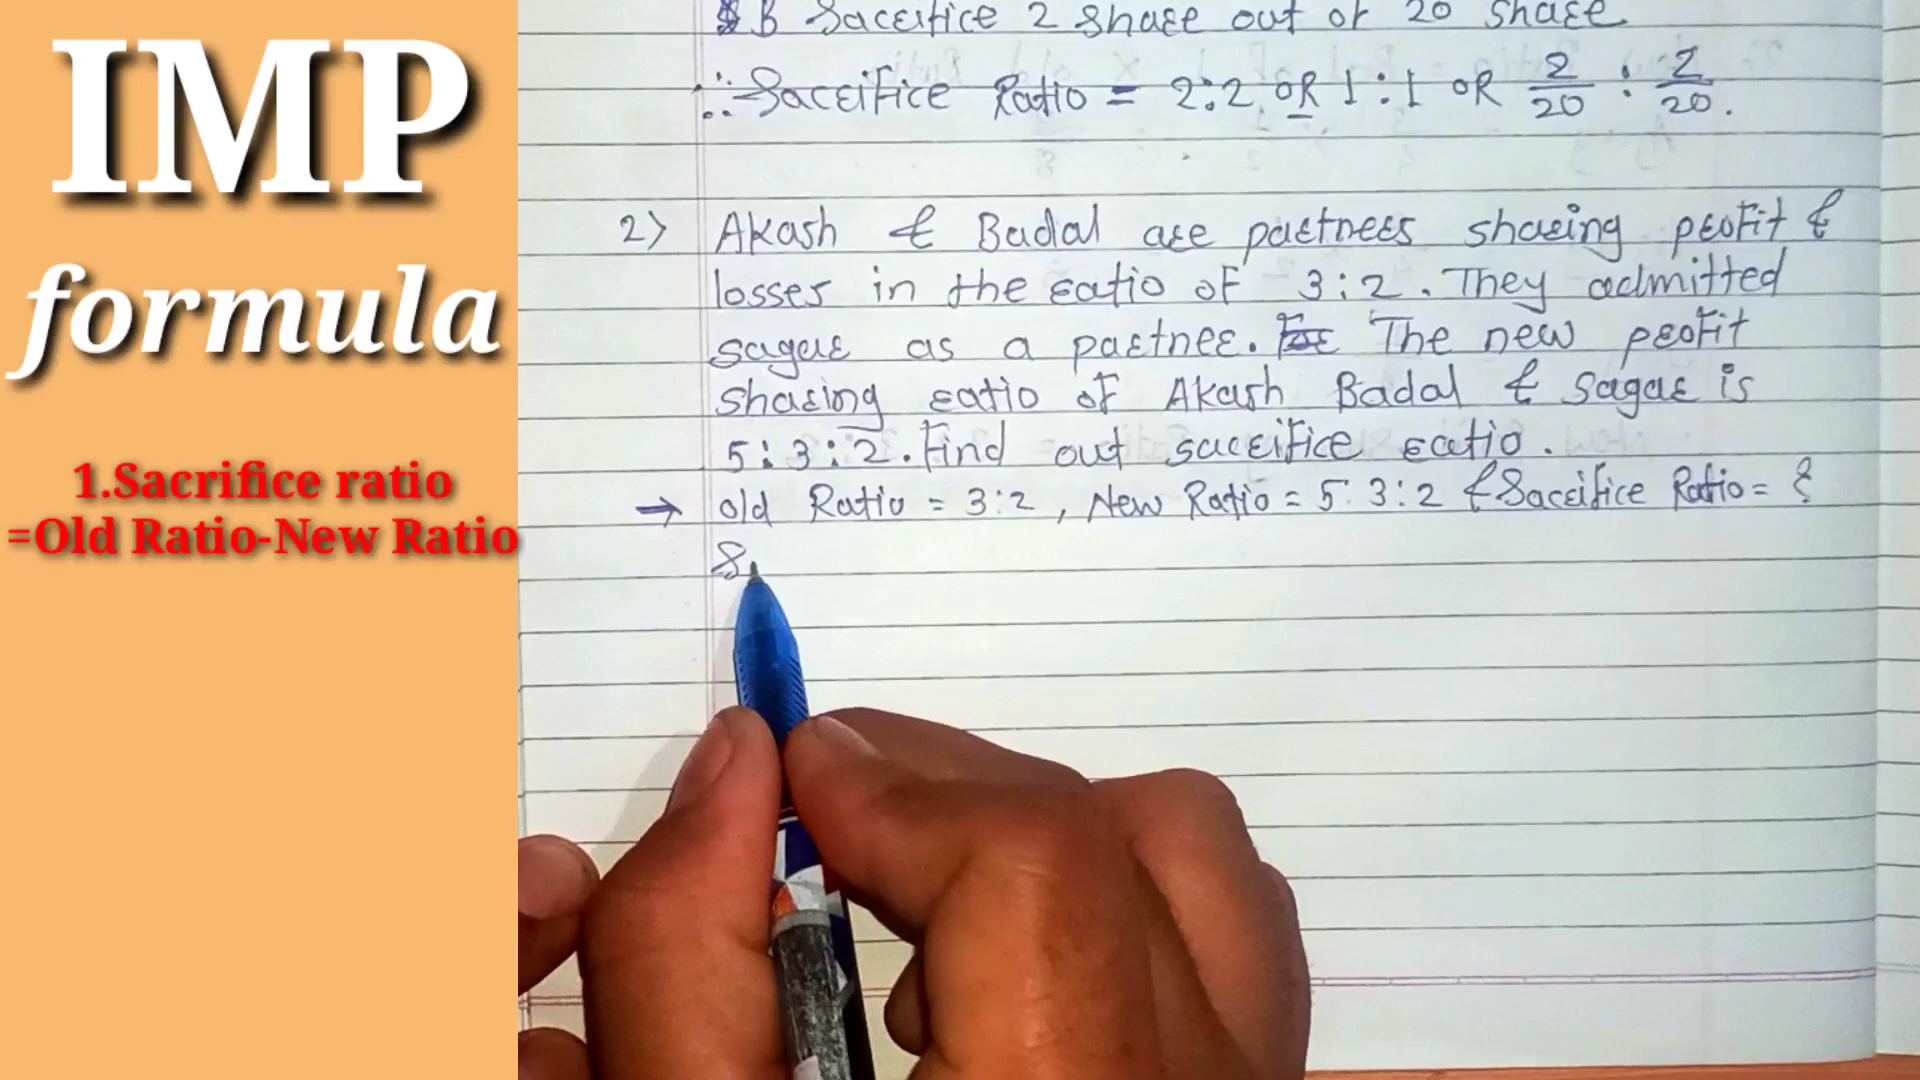 IMP
formula
1.Sacrifice ratio
=Old Ratio-New Ratio
B Sacrifice 2 share out of 20 share
∴ Sacrifice Ratio = 2:2 OR 1:1 OR 2/20 : 2/20.
2) Akash & Badal are partners sharing profit &
losses in the ratio of 3:2. They admitted
sagar as a partner. The new profit
sharing ratio of Akash Badal & sagar is
5:3:2. Find out sacrifice ratio.
→ old Ratio = 3:2, New Ratio = 5:3:2 & Sacrifice Ratio = ?
S